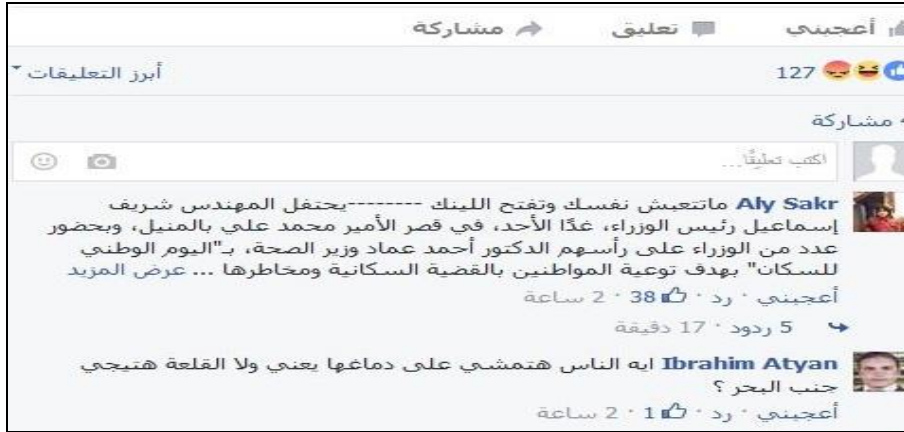 أعجبني تعليق مشاركة
127 أبرز التعليقات
مشاركة
اكتب تعليقًا...
Aly Sakr ماتتعبش نفسك وتفتح اللينك --------يحتفل المهندس شريف
إسماعيل رئيس الوزراء، غدًا الأحد، في قصر الأمير محمد علي بالمنيل، وبحضور
عدد من الوزراء على رأسهم الدكتور أحمد عماد وزير الصحة، بـ"اليوم الوطني
للسكان" بهدف توعية المواطنين بالقضية السكانية ومخاطرها ... عرض المزيد
أعجبني · رد · 38 · 2 ساعة
5 ردود · 17 دقيقة
Ibrahim Atyan ايه الناس هتمشي على دماغها يعني ولا القلعة هتيجي
جنب البحر ؟
أعجبني · رد · 1 · 2 ساعة